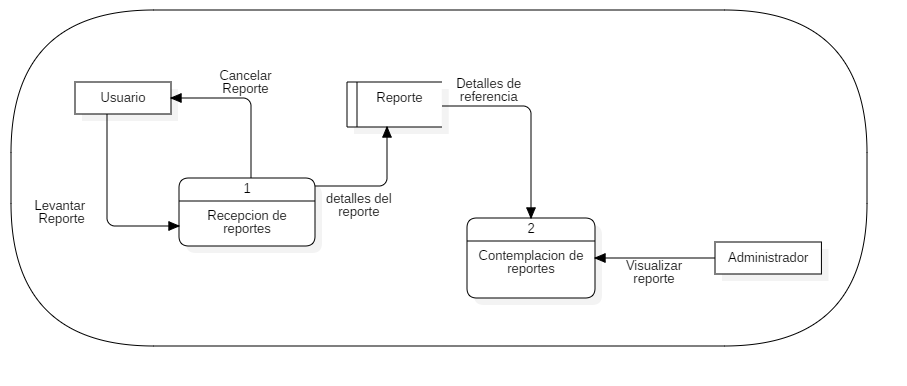 Cancelar
Reporte
Usuario
Reporte
Detalles de
referencia
1
Recepcion de
reportes
Levantar
Reporte
detalles del
reporte
2
Contemplacion de
reportes
Visualizar
reporte
Administrador